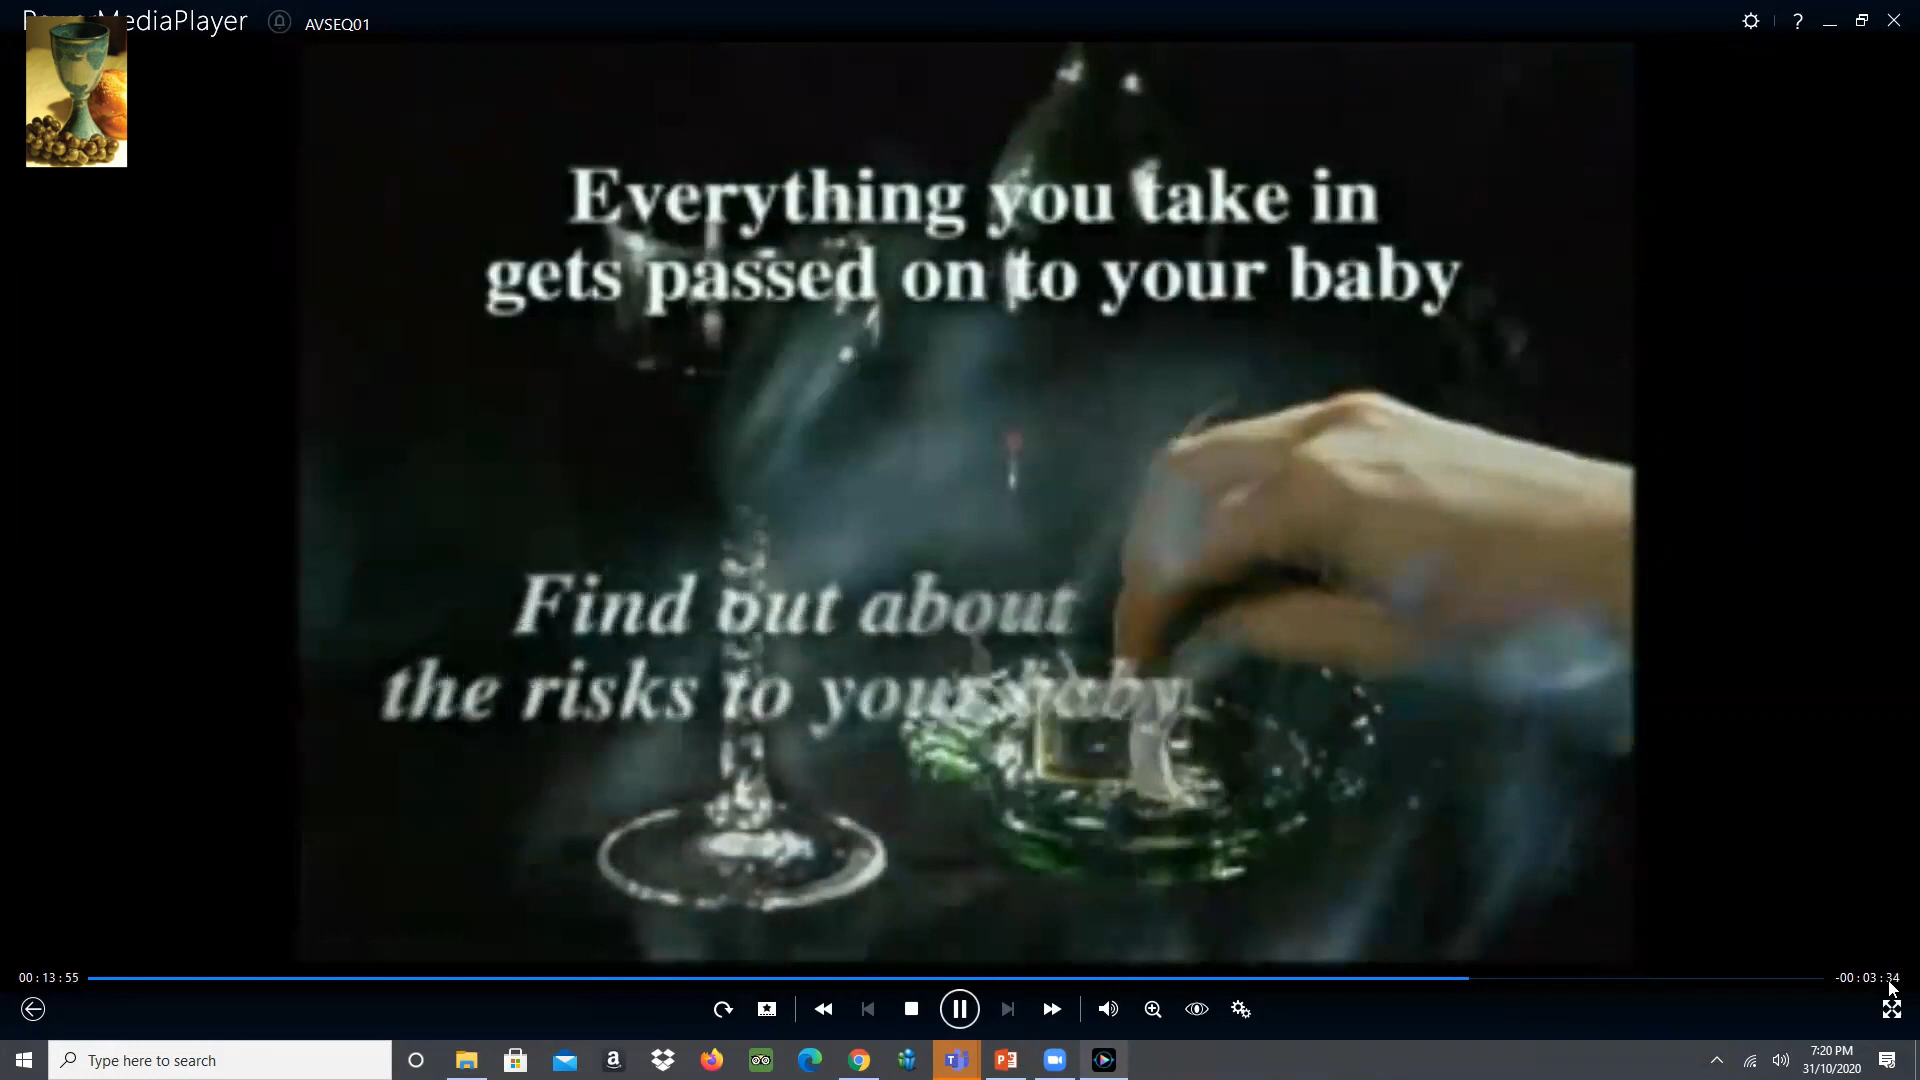 MediaPlayer
AVSEQ01
Everything you take in
gets passed on to your baby
Find out about
the risks to your baby
00 : 13 : 55
-00 : 03 : 34
Type here to search
7:20 PM
31/10/2020